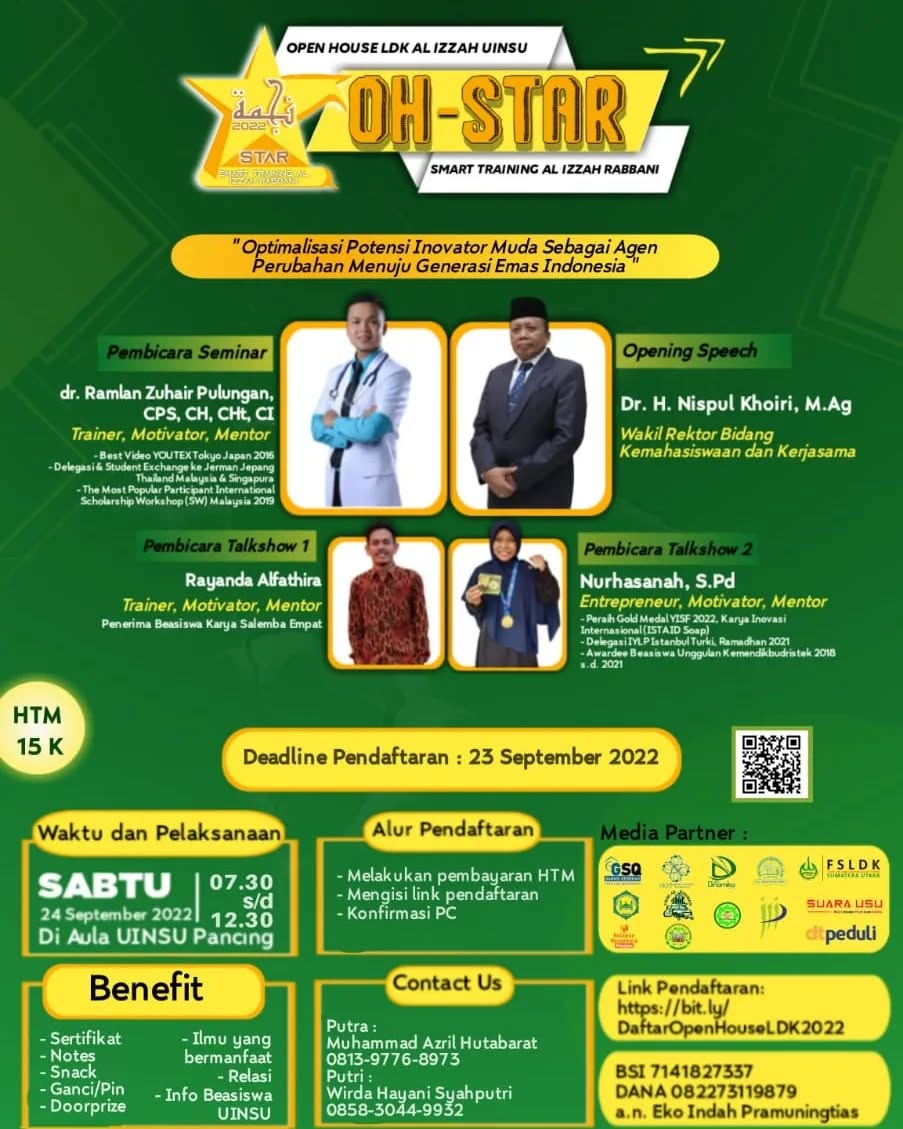 OPEN HOUSE LDK AL IZZAH UINSU
OH-STAR
SMART TRAINING AL IZZAH RABBANI
نجمة
2022
STAR
SMART TRAINING AL
IZZAH RABBANI
" Optimalisasi Potensi Inovator Muda Sebagai Agen
Perubahan Menuju Generasi Emas Indonesia "
Pembicara Seminar
dr. Ramlan Zuhair Pulungan,
CPS, CH, CHt, CI
Trainer, Motivator, Mentor
- Best Video YOUTEX Tokyo Japan 2016
- Delegasi & Student Exchange ke Jerman Jepang
Thailand Malaysia & Singapura
- The Most Popular Participant International
Scholarship Workshop (SW) Malaysia 2019
Opening Speech
Dr. H. Nispul Khoiri, M.Ag
Wakil Rektor Bidang
Kemahasiswaan dan Kerjasama
Pembicara Talkshow 1
Rayanda Alfathira
Trainer, Motivator, Mentor
Penerima Beasiswa Karya Salemba Empat
Pembicara Talkshow 2
Nurhasanah, S.Pd
Entrepreneur, Motivator, Mentor
- Peraih Gold Medal YISF 2022, Karya Inovasi
Internasional (ISTAID Soap)
- Delegasi IYLP Istanbul Turki, Ramadhan 2021
- Awardee Beasiswa Unggulan Kemendikbudristek 2018
s.d. 2021
HTM
15 K
Deadline Pendaftaran : 23 September 2022
Waktu dan Pelaksanaan
SABTU
24 September 2022
07.30
s/d
12.30
Di Aula UINSU Pancing
Alur Pendaftaran
- Melakukan pembayaran HTM
- Mengisi link pendaftaran
- Konfirmasi PC
Media Partner :
GSQ
Dinamika
FSLDK
SUMATERA UTARA
SUARA USU
dtpeduli
Benefit
- Sertifikat
- Notes
- Snack
- Ganci/Pin
- Doorprize
- Ilmu yang
bermanfaat
- Relasi
- Info Beasiswa
UINSU
Contact Us
Putra :
Muhammad Azril Hutabarat
0813-9776-8973
Putri :
Wirda Hayani Syahputri
0858-3044-9932
Link Pendaftaran:
https://bit.ly/
DaftarOpenHouseLDK2022
BSI 7141827337
DANA 082273119879
a.n. Eko Indah Pramuningtias